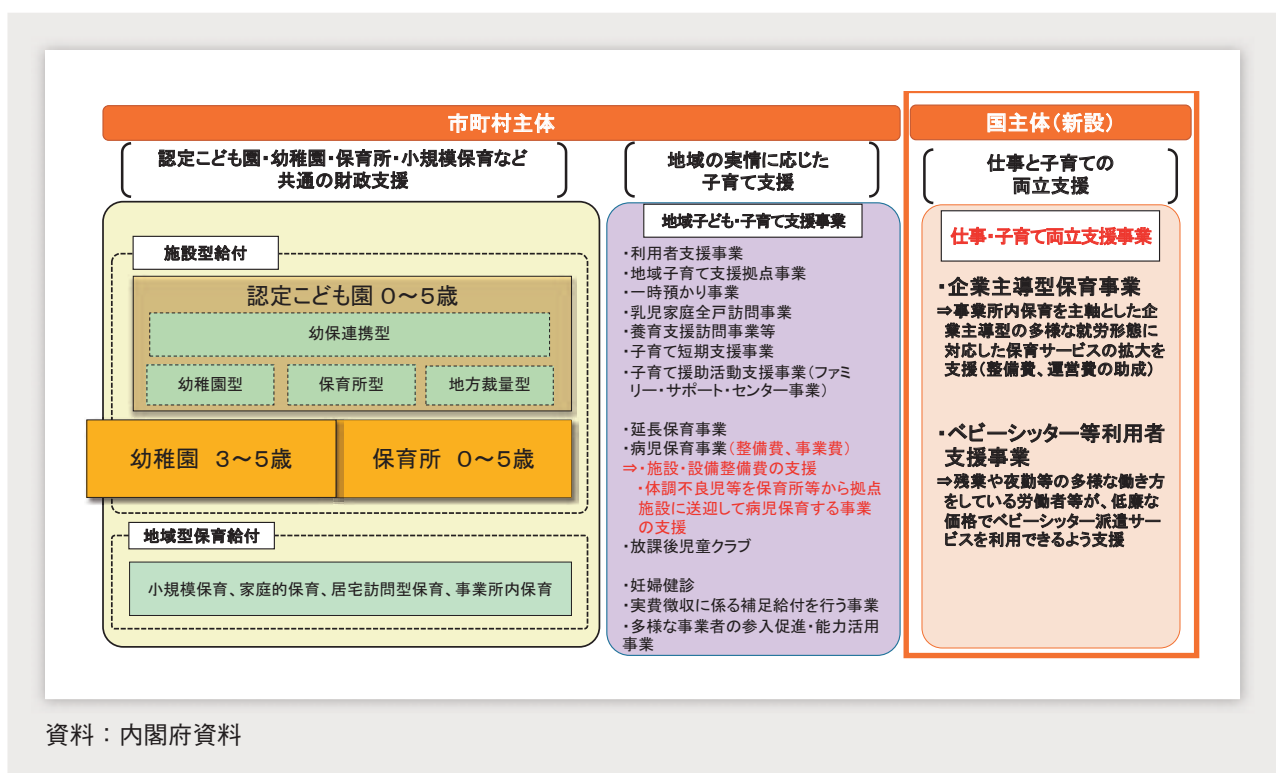 市町村主体
認定こども園・幼稚園・保育所・小規模保育など
共通の財政支援
施設型給付
認定こども園 0～5歳
幼保連携型
幼稚園型
保育所型
地方裁量型
幼稚園 3～5歳
保育所 0～5歳
地域型保育給付
小規模保育、家庭的保育、居宅訪問型保育、事業所内保育
地域の実情に応じた
子育て支援
地域子ども・子育て支援事業
・利用者支援事業
・地域子育て支援拠点事業
・一時預かり事業
・乳児家庭全戸訪問事業
・養育支援訪問事業等
・子育て短期支援事業
・子育て援助活動支援事業(ファミ
リー・サポート・センター事業)
・延長保育事業
・病児保育事業(整備費、事業費)
⇒・施設・設備整備費の支援
・体調不良児等を保育所等から拠点
施設に送迎して病児保育する事業
の支援
・放課後児童クラブ
・妊婦健診
・実費徴収に係る補足給付を行う事業
・多様な事業者の参入促進・能力活用
事業
国主体(新設)
仕事と子育ての
両立支援
仕事・子育て両立支援事業
・企業主導型保育事業
⇒事業所内保育を主軸とした企
業主導型の多様な就労形態に
対応した保育サービスの拡大を
支援(整備費、運営費の助成)
・ベビーシッター等利用者
支援事業
⇒残業や夜勤等の多様な働き方
をしている労働者等が、低廉な
価格でベビーシッター派遣サー
ビスを利用できるよう支援
資料：内閣府資料